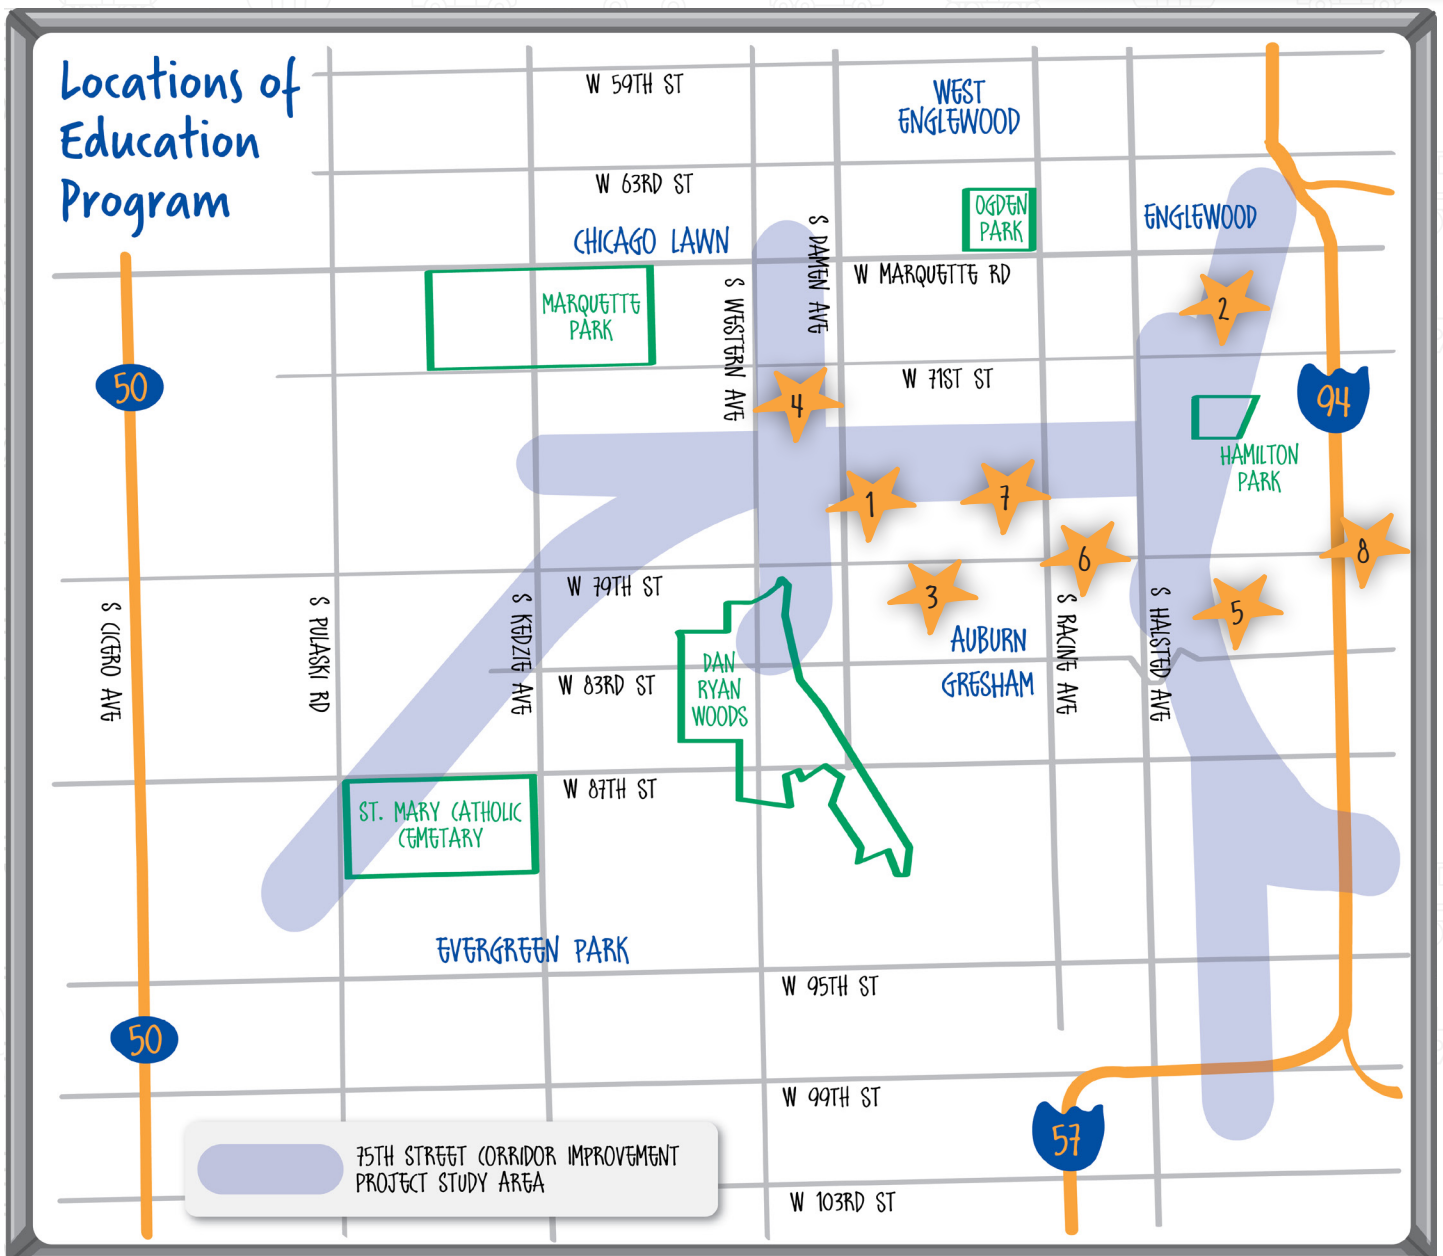 Locations of
Education
Program
W 59TH ST
WEST
ENGLEWOOD
W 63RD ST
OGDEN
PARK
ENGLEWOOD
CHICAGO LAWN
S DAMEN AVE
W MARQUETTE RD
MARQUETTE
PARK
S WESTERN AVE
2
50
W 71ST ST
4
94
HAMILTON
PARK
1
7
6
8
W 79TH ST
3
5
S CICERO AVE
S PULASKI RD
S KEDZIE AVE
S RACINE AVE
S HALSTED AVE
AUBURN
GRESHAM
DAN
RYAN
WOODS
W 83RD ST
W 87TH ST
ST. MARY CATHOLIC
CEMETARY
EVERGREEN PARK
W 95TH ST
50
W 99TH ST
57
75TH STREET CORRIDOR IMPROVEMENT
PROJECT STUDY AREA
W 103RD ST